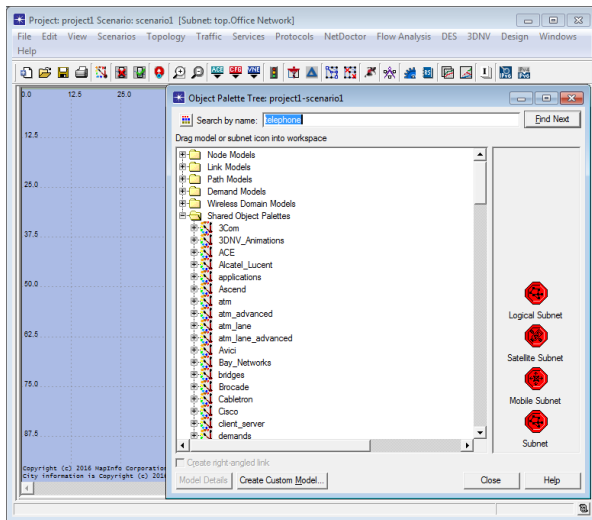 Project: project1 Scenario: scenario1 [Subnet: top.Office Network]
File Edit View Scenarios Topology Traffic Services Protocols NetDoctor Flow Analysis DES 3DNV Design Windows
Help
0.0 12.5 25.0
Object Palette Tree: project1-scenario1
Search by name: telephone Find Next
Drag model or subnet icon into workspace
12.5
Node Models
Link Models
Path Models
25.0
Demand Models
Wireless Domain Models
Shared Object Palettes
3Com
37.5
3DNV_Animations
ACE
Alcatel_Lucent
applications
50.0
Ascend
atm
Logical Subnet
atm_advanced
atm_lane
62.5
atm_lane_advanced
Avici
Satellite Subnet
Bay_Networks
bridges
75.0
Brocade
Cabletron
Mobile Subnet
Cisco
client_server
87.5
demands
Subnet
Create right-angled link
Copyright (c) 2016 MapInfo Corporatio
City information is Copyright (c) 201
Model Details Create Custom Model... Close Help